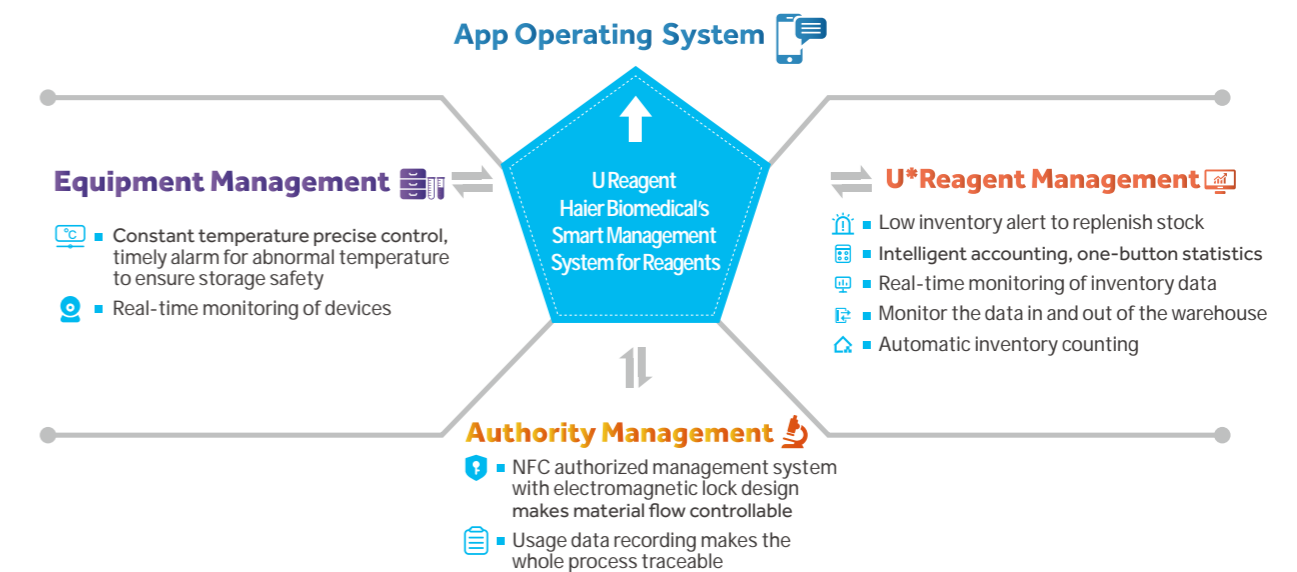 App Operating System
Equipment Management
°C
Constant temperature precise control,
timely alarm for abnormal temperature
to ensure storage safety
Real-time monitoring of devices
U Reagent
Haier Biomedical's
Smart Management
System for Reagents
U*Reagent Management
Low inventory alert to replenish stock
Intelligent accounting, one-button statistics
Real-time monitoring of inventory data
Monitor the data in and out of the warehouse
Automatic inventory counting
Authority Management
NFC authorized management system
with electromagnetic lock design
makes material flow controllable
Usage data recording makes the
whole process traceable